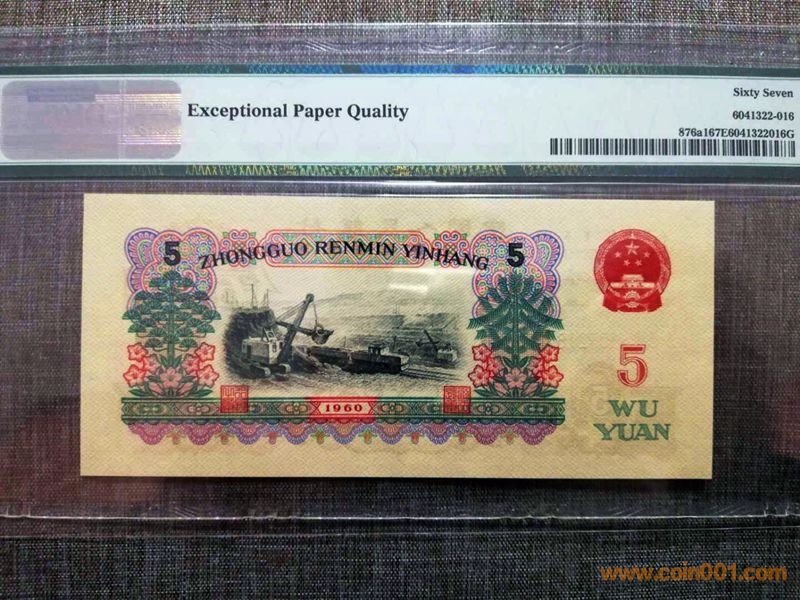 Exceptional Paper Quality
Sixty Seven
6041322-016
876a167E6041322016G
5 ZHONGGUO RENMIN YINHANG 5
1960
5
WU
YUAN
www.coin001.com